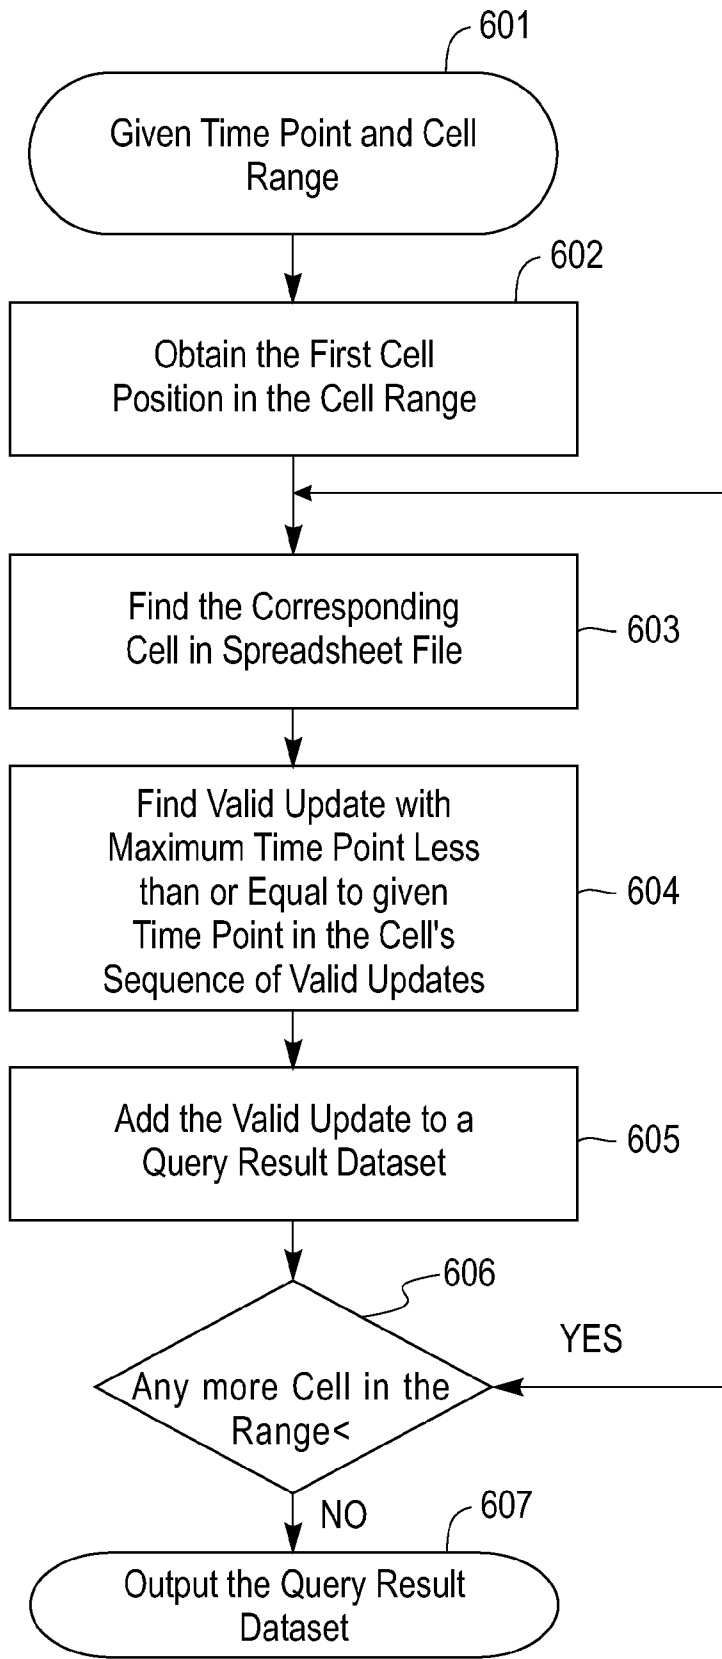 601
Given Time Point and Cell
Range
602
Obtain the First Cell
Position in the Cell Range
Find the Corresponding
Cell in Spreadsheet File
603
Find Valid Update with
Maximum Time Point Less
than or Equal to given
Time Point in the Cell's
Sequence of Valid Updates
604
Add the Valid Update to a
Query Result Dataset
605
606
YES
Any more Cell in the
Range<
NO
607
Output the Query Result
Dataset